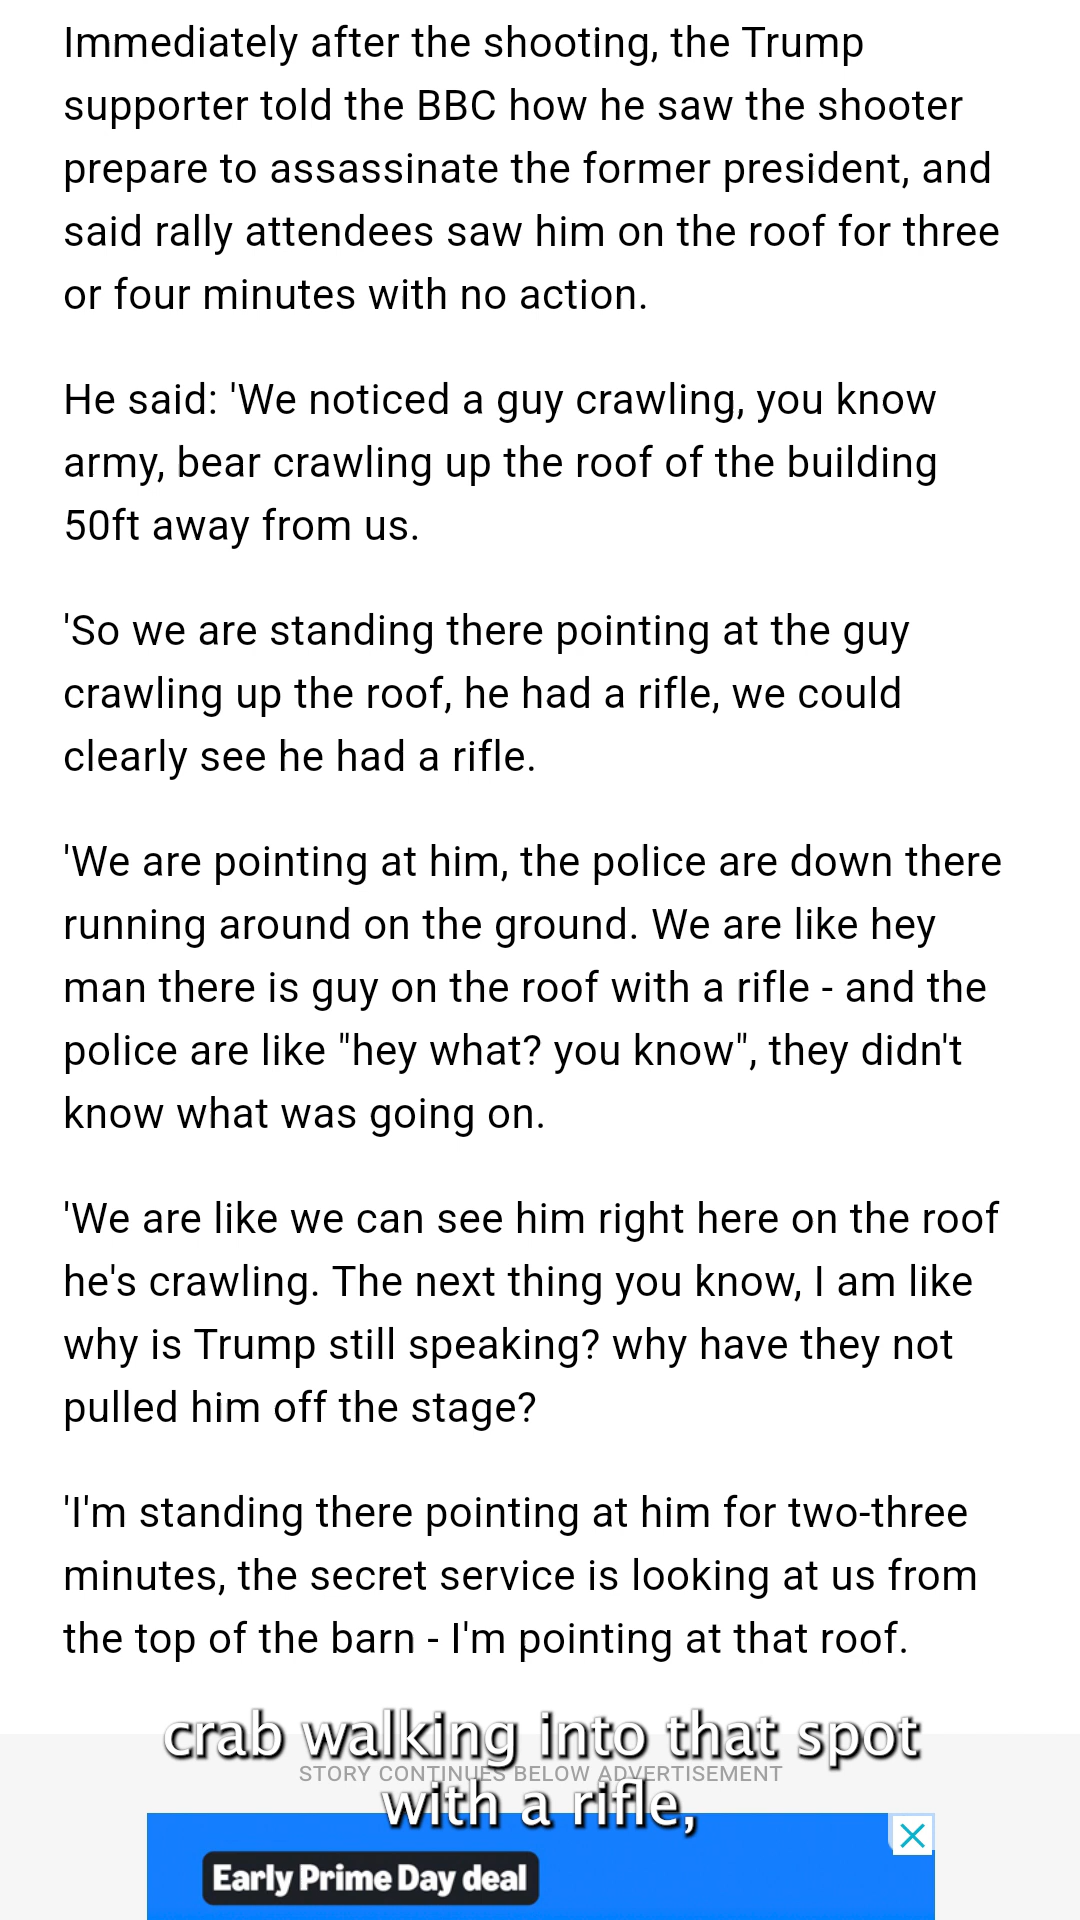 Immediately after the shooting, the Trump
supporter told the BBC how he saw the shooter
prepare to assassinate the former president, and
said rally attendees saw him on the roof for three
or four minutes with no action.
He said: 'We noticed a guy crawling, you know
army, bear crawling up the roof of the building
50ft away from us.
'So we are standing there pointing at the guy
crawling up the roof, he had a rifle, we could
clearly see he had a rifle.
'We are pointing at him, the police are down there
running around on the ground. We are like hey
man there is guy on the roof with a rifle - and the
police are like "hey what? you know", they didn't
know what was going on.
'We are like we can see him right here on the roof
he's crawling. The next thing you know, I am like
why is Trump still speaking? why have they not
pulled him off the stage?
'I'm standing there pointing at him for two-three
minutes, the secret service is looking at us from
the top of the barn - I'm pointing at that roof.
crab walking into that spot
STORY CONTINUES BELOW ADVERTISEMENT
with a rifle,
Early Prime Day deal